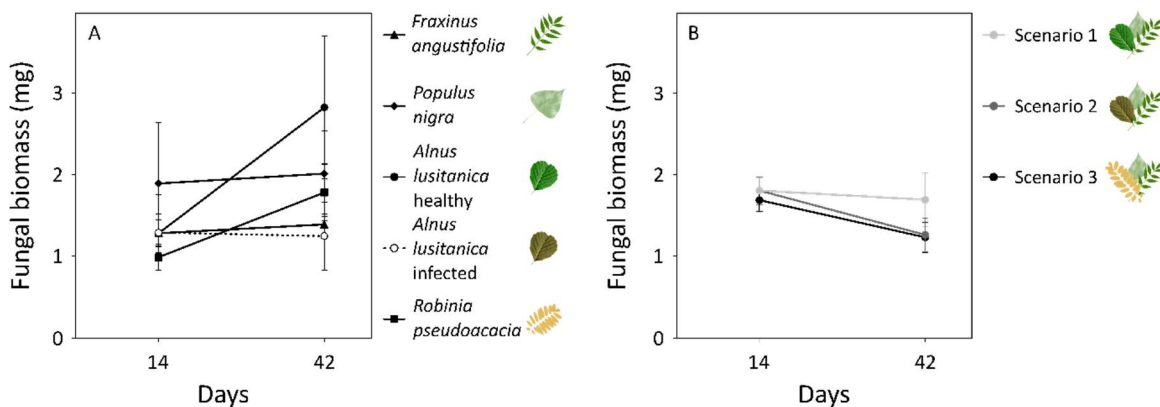 A
Fungal biomass (mg)
3
2
1
0
14
42
Days
Fraxinus
angustifolia
Populus
nigra
Alnus
lusitanica
healthy
Alnus
lusitanica
infected
Robinia
pseudoacacia
B
Fungal biomass (mg)
3
2
1
0
14
42
Days
Scenario 1
Scenario 2
Scenario 3